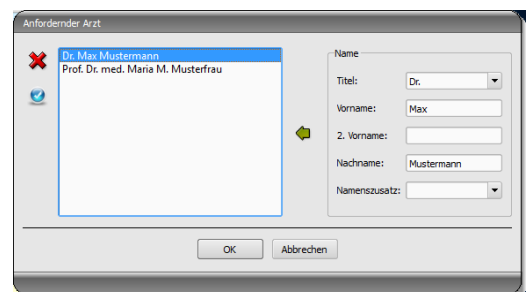 Anfordernder Arzt
Dr. Max Mustermann
Prof. Dr. med. Maria M. Musterfrau
Name
Titel: Dr.
Vorname: Max
2. Vorname:
Nachname: Mustermann
Namenszusatz:
OK Abbrechen